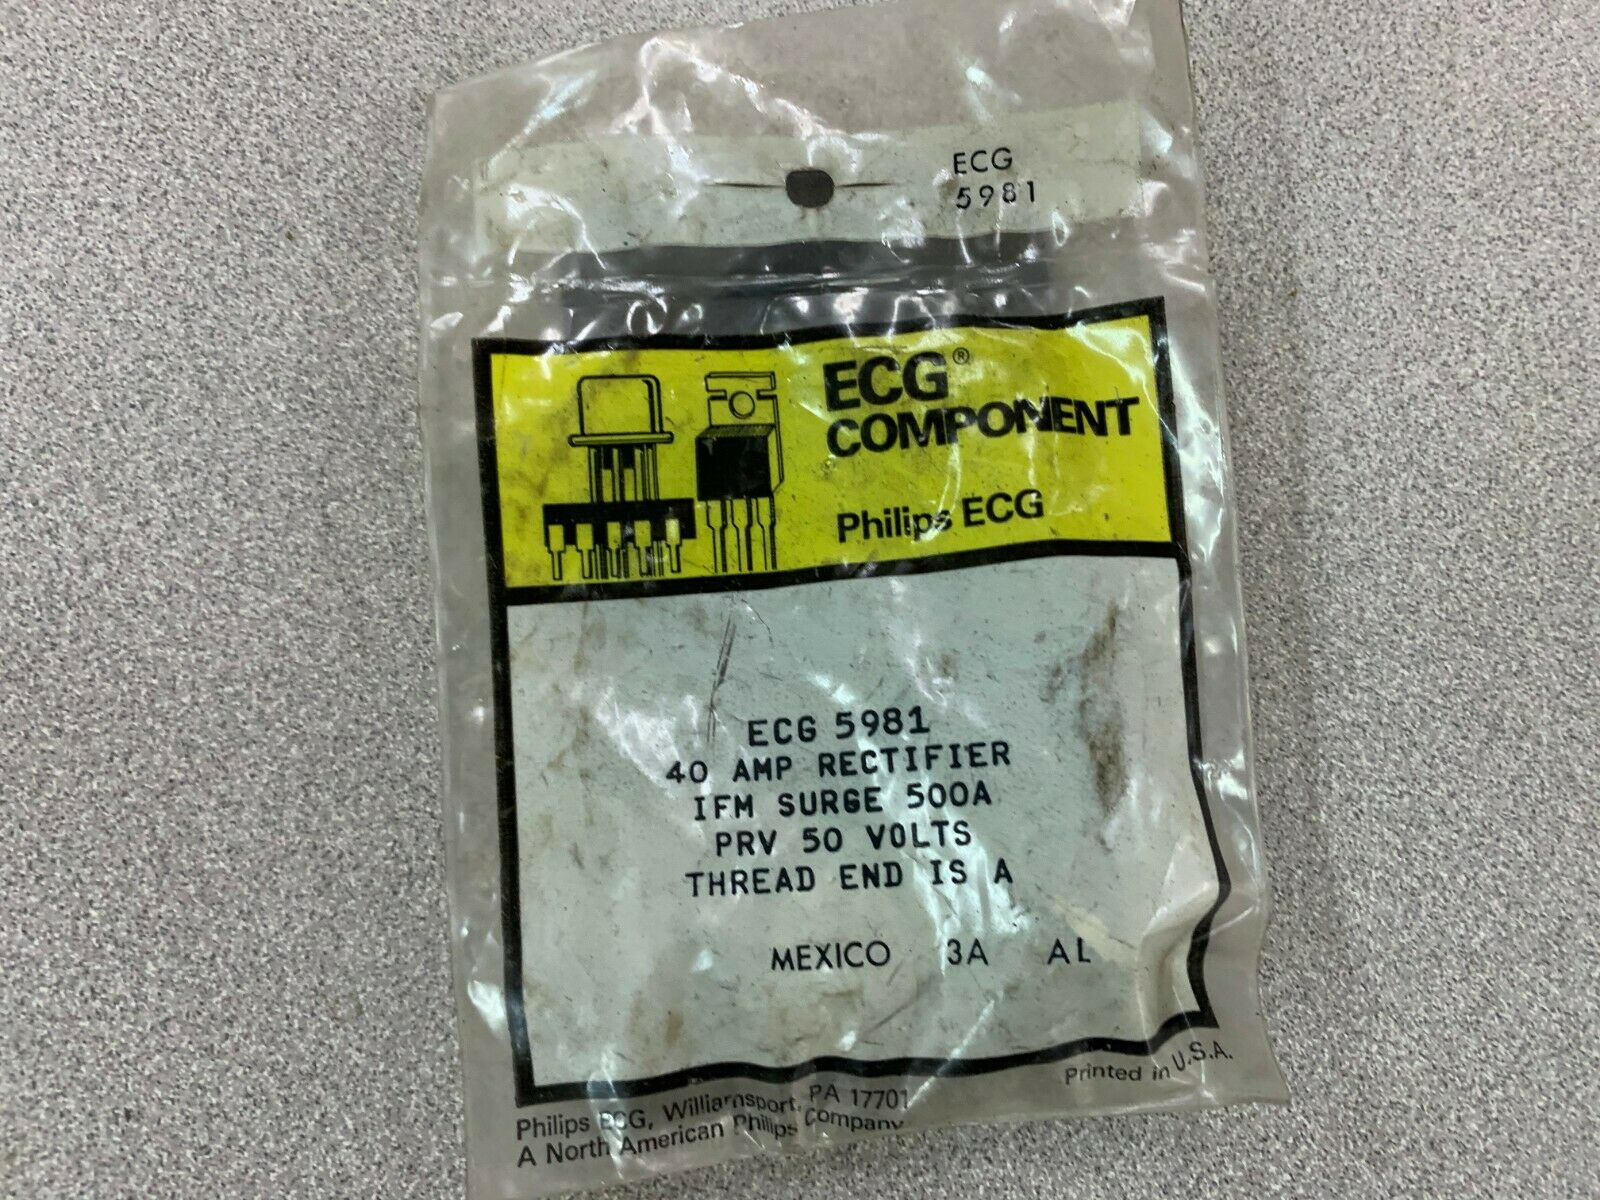 ECG
5981
ECG®
COMPONENT
Philips ECG
ECG 5981
40 AMP RECTIFIER
IFM SURGE 500A
PRV 50 VOLTS
THREAD END IS A
MEXICO 3A AL
Printed in U.S.A.
Philips ECG, Williamsport, PA 17701
A North American Philips Company